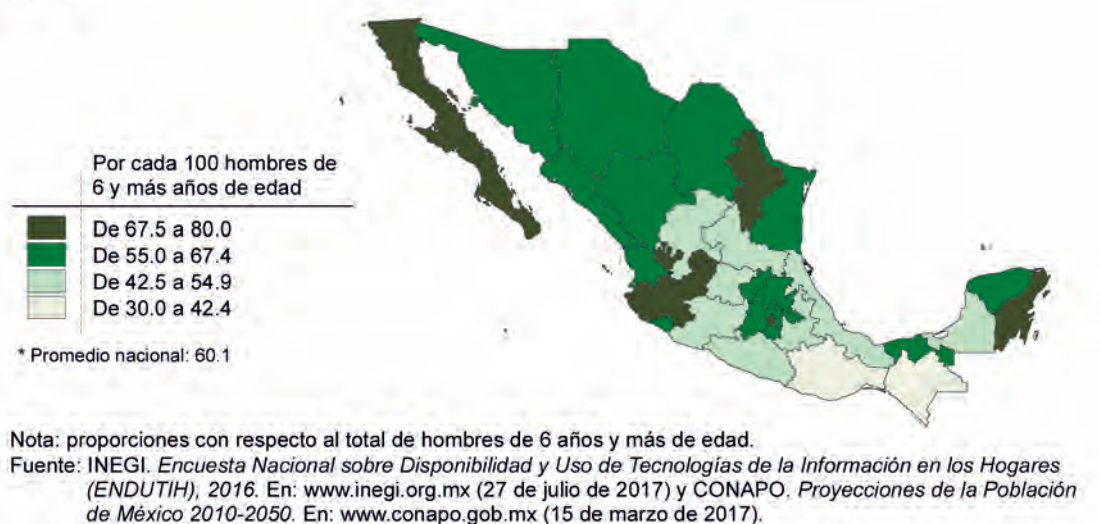 Por cada 100 hombres de
6 y más años de edad
De 67.5 a 80.0
De 55.0 a 67.4
De 42.5 a 54.9
De 30.0 a 42.4
* Promedio nacional: 60.1
Nota: proporciones con respecto al total de hombres de 6 años y más de edad.
Fuente: INEGI. Encuesta Nacional sobre Disponibilidad y Uso de Tecnologías de la Información en los Hogares
(ENDUTIH), 2016. En: www.inegi.org.mx (27 de julio de 2017) y CONAPO. Proyecciones de la Población
de México 2010-2050. En: www.conapo.gob.mx (15 de marzo de 2017).